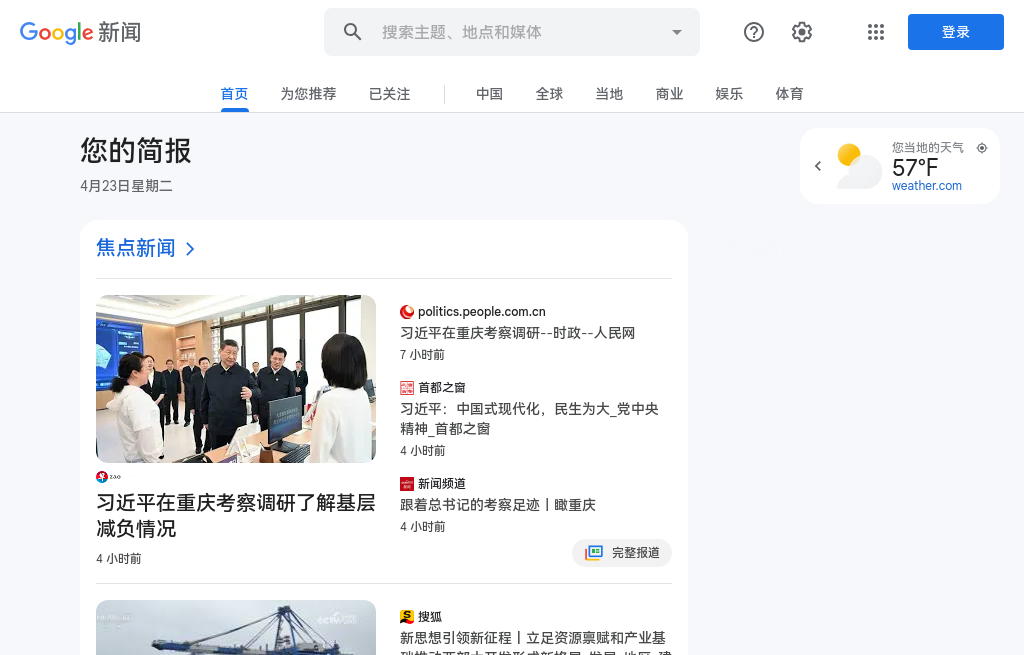 Google 新闻
搜索主题、地点和媒体
登录
首页 为您推荐 已关注 中国 全球 当地 商业 娱乐 体育
您的简报
4月23日星期二
您当地的天气
57°F
weather.com
焦点新闻
politics.people.com.cn
习近平在重庆考察调研--时政--人民网
7 小时前
首都之窗
习近平：中国式现代化，民生为大_党中央
精神_首都之窗
4 小时前
新闻频道
跟着总书记的考察足迹丨瞰重庆
4 小时前
完整报道
习近平在重庆考察调研了解基层
减负情况
4 小时前
搜狐
新思想引领新征程丨立足资源禀赋和产业基